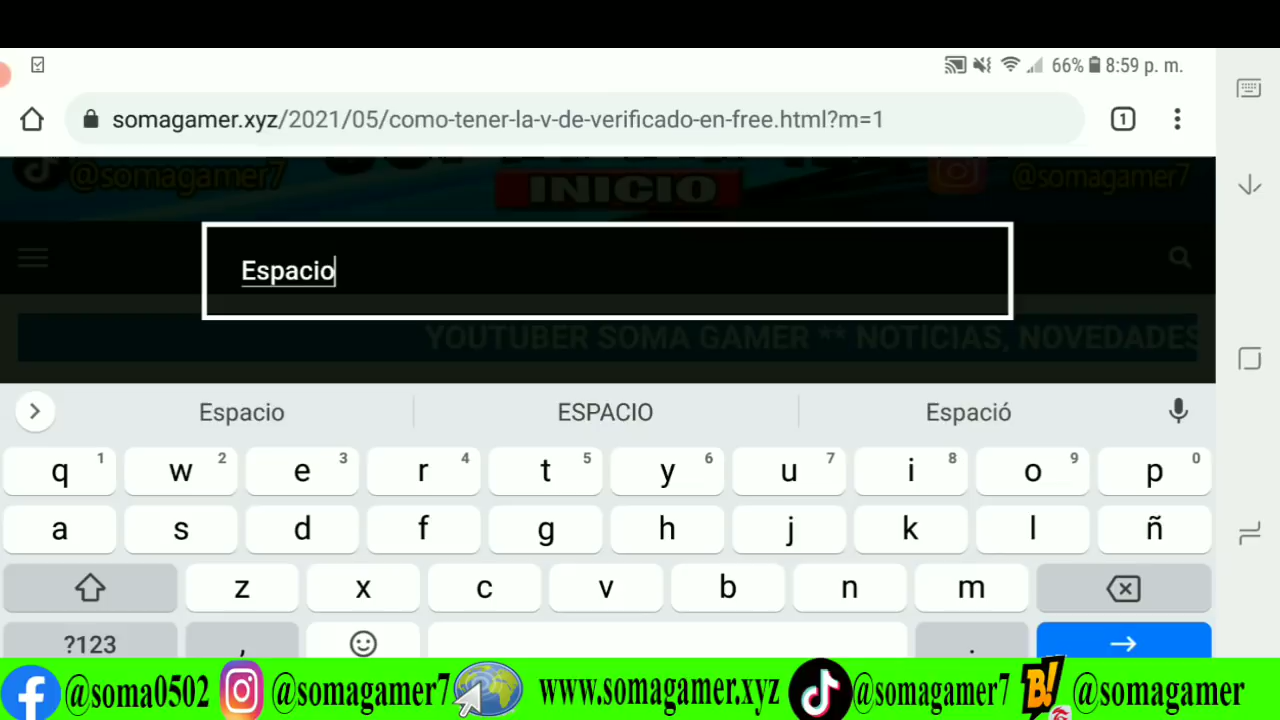 66% 8:59 p. m.
somagamer.xyz/2021/05/como-tener-la-v-de-verificado-en-free.html?m=1
1
@somagamer7
@somagamer7
INICIO
Espacio
YOUTUBER SOMA GAMER ** NOTICIAS, NOVEDADES
Espacio ESPACIO Espació
q 1 w 2 e 3 r 4 t 5 y 6 u 7 i 8 o 9 p 0
a s d f g h j k l ñ
z x c v b n m
?123 , .
@soma0502 @somagamer7 www.somagamer.xyz @somagamer7 B! @somagamer